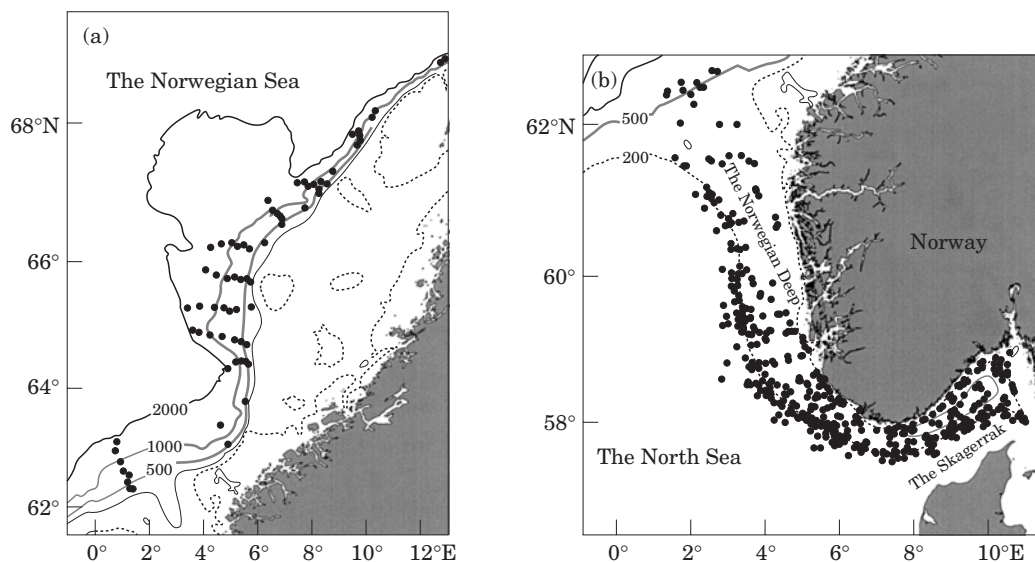 (a)
The Norwegian Sea
68°N
66°
64°
62°
2000
1000
500
0°
2°
4°
6°
8°
10°
12°E
(b)
500
62°N
200
The Norwegian Deep
Norway
60°
58°
The North Sea
The Skagerrak
0°
2°
4°
6°
8°
10°E